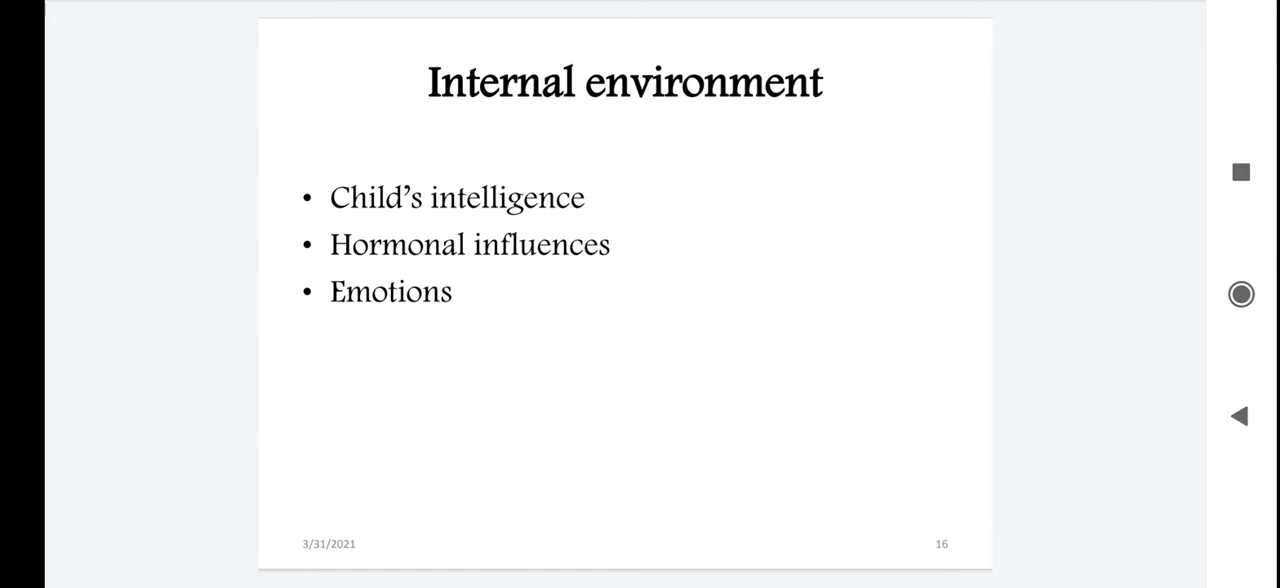 Internal environment
• Child's intelligence
• Hormonal influences
• Emotions
3/31/2021
16